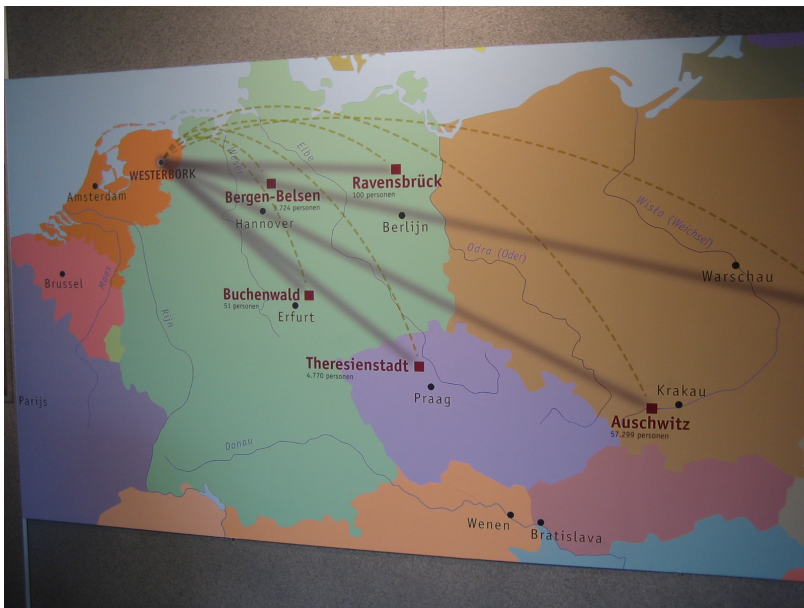 WESTERBORK
Amsterdam
Weser
Elbe
Ravensbrück
100 personen
Bergen-Belsen
724 personen
Hannover
Berlijn
Wisła (Weichsel)
Odra (Oder)
Warschau
Brussel
Maas
Rijn
Buchenwald
51 personen
Erfurt
Theresienstadt
4.770 personen
Praag
Parijs
Krakau
Auschwitz
57.299 personen
Donau
Wenen
Bratislava